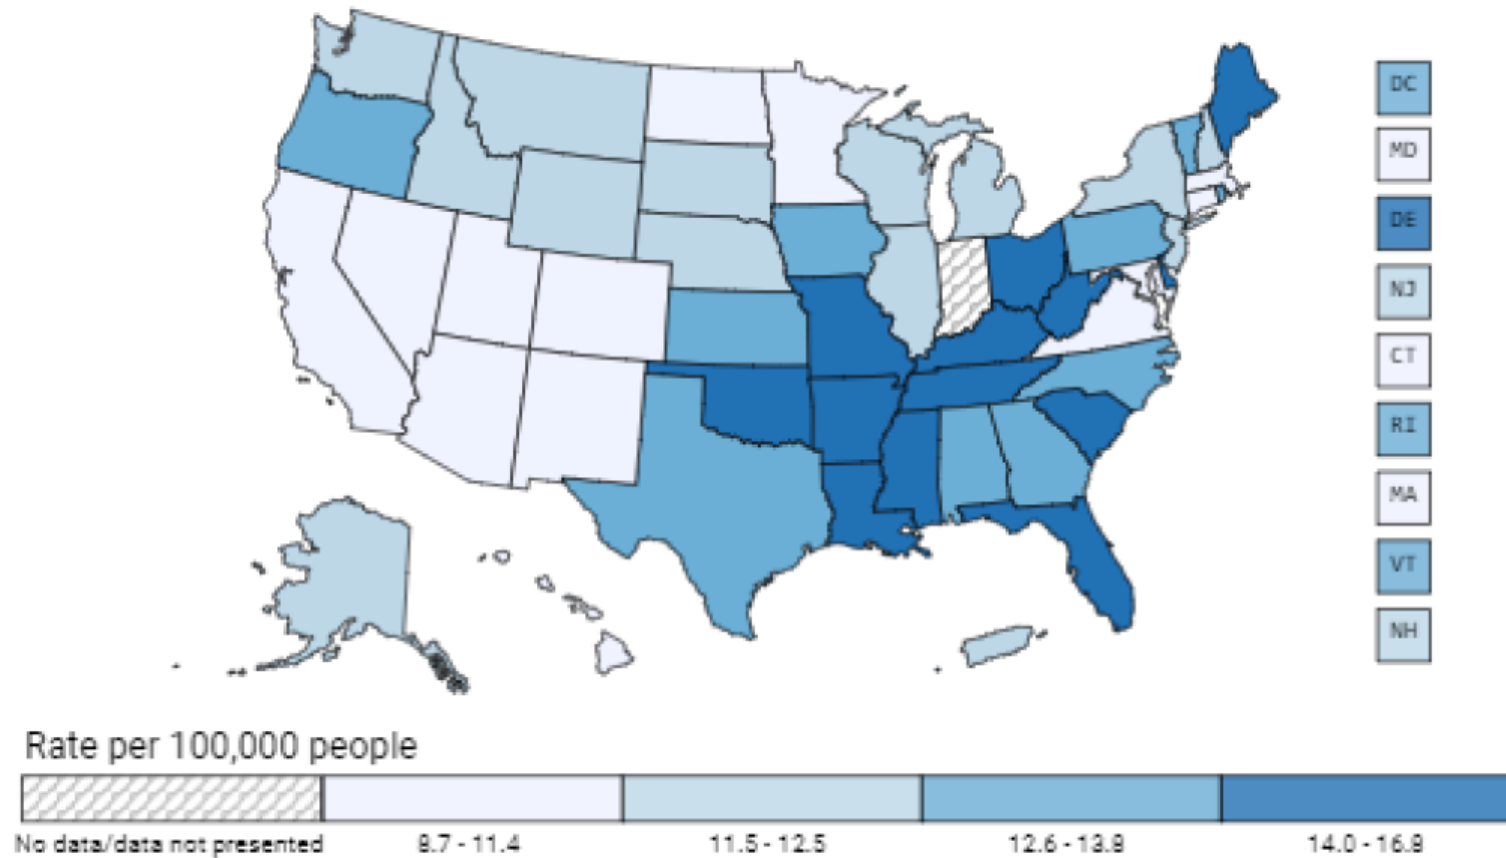 DC
MD
DE
NJ
CT
RI
MA
VT
NH
Rate per 100,000 people
No data/data not presented
8.7 - 11.4
11.5 - 12.5
12.6 - 13.9
14.0 - 16.8